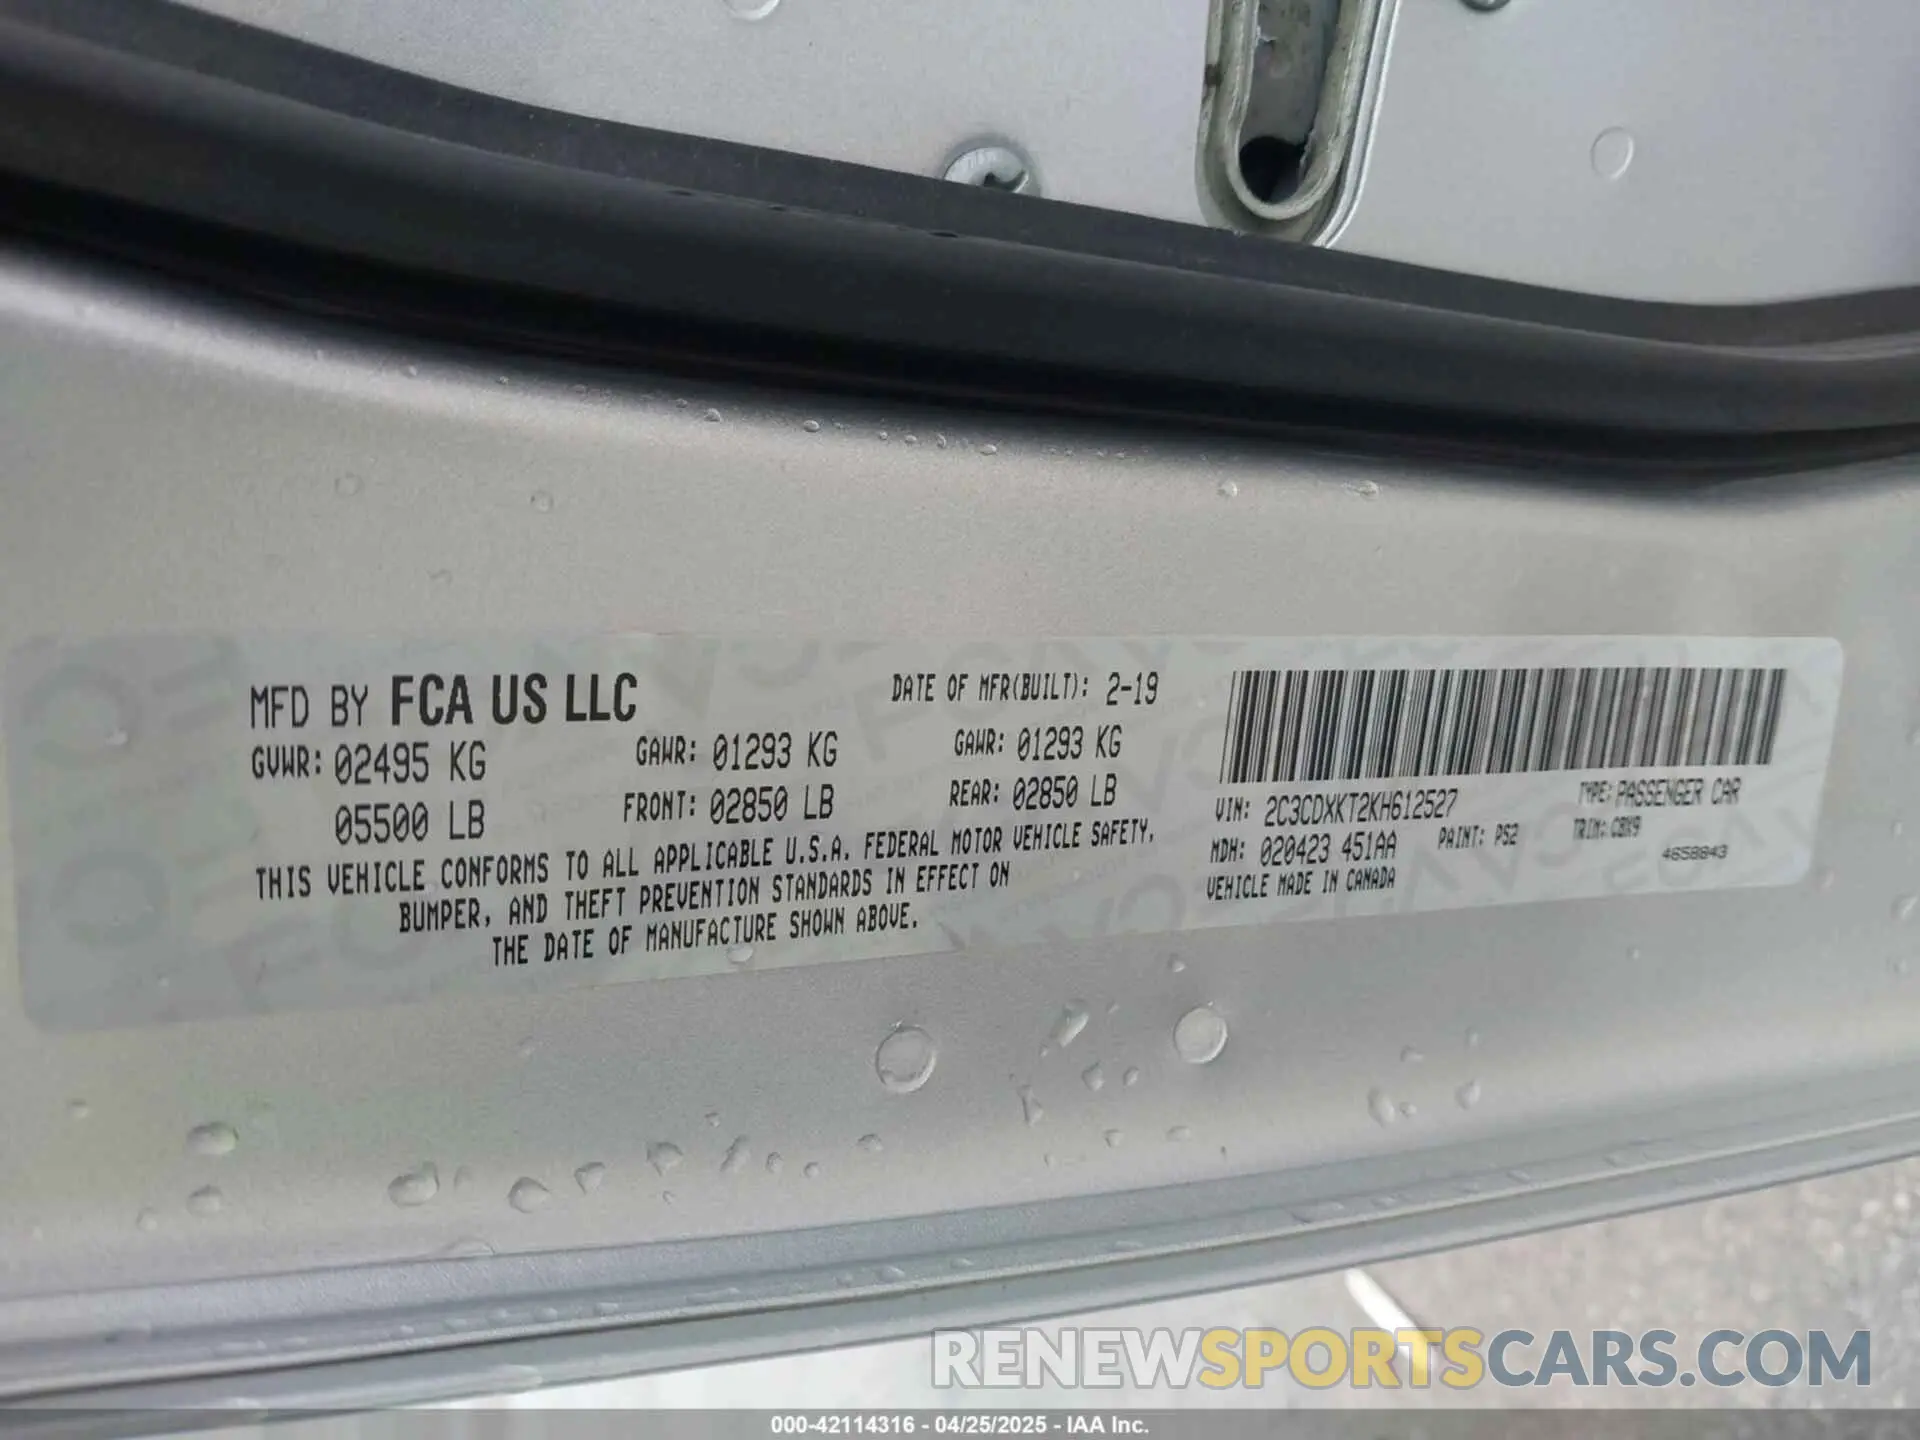 MFD BY FCA US LLC
DATE OF MFR(BUILT): 2-19
GVWR: 02495 KG
05500 LB
GAWR: 01293 KG
FRONT: 02850 LB
GAWR: 01293 KG
REAR: 02850 LB
THIS VEHICLE CONFORMS TO ALL APPLICABLE U.S.A. FEDERAL MOTOR VEHICLE SAFETY,
BUMPER, AND THEFT PREVENTION STANDARDS IN EFFECT ON
THE DATE OF MANUFACTURE SHOWN ABOVE.
VIN: 2C3CDXKT2KH612527
TYPE: PASSENGER CAR
MDH: 020423 451AA
PAINT: PS2
TRIM: CBX9
VEHICLE MADE IN CANADA
4658843
RENEWSPORTSCARS.COM
000-42114316 - 04/25/2025 - IAA Inc.